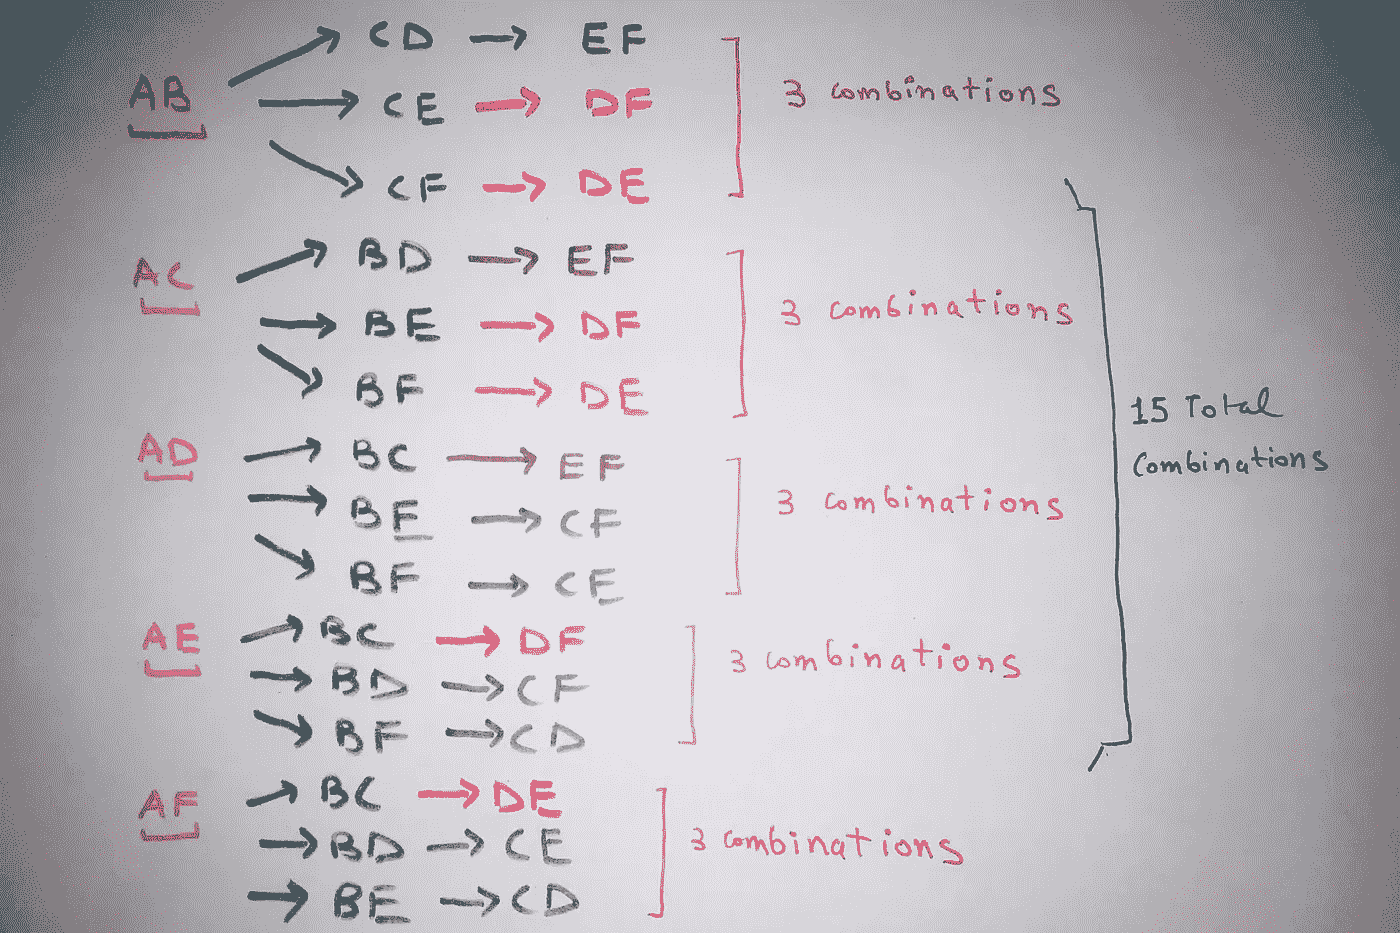 AB → CD → EF
→ CE → DF
→ CF → DE
3 combinations
AC → BD → EF
→ BE → DF
→ BF → DE
3 combinations
AD → BC → EF
→ BE → CF
→ BF → CE
3 combinations
AE → BC → DF
→ BD → CF
→ BF → CD
3 combinations
AF → BC → DE
→ BD → CE
→ BE → CD
3 combinations
15 Total
Combinations